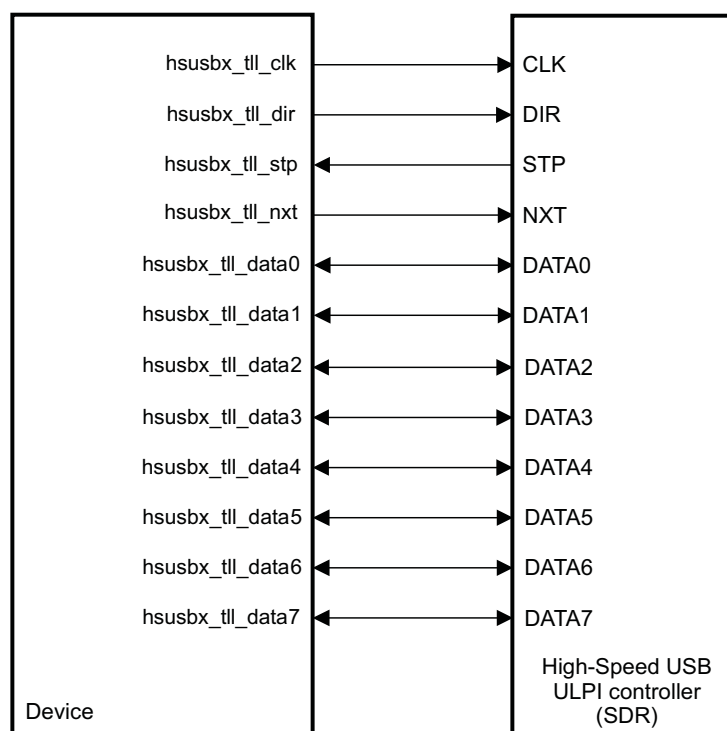 hsusbx_tll_clk CLK
hsusbx_tll_dir DIR
hsusbx_tll_stp STP
hsusbx_tll_nxt NXT
hsusbx_tll_data0 DATA0
hsusbx_tll_data1 DATA1
hsusbx_tll_data2 DATA2
hsusbx_tll_data3 DATA3
hsusbx_tll_data4 DATA4
hsusbx_tll_data5 DATA5
hsusbx_tll_data6 DATA6
hsusbx_tll_data7 DATA7
Device
High-Speed USB
ULPI controller
(SDR)